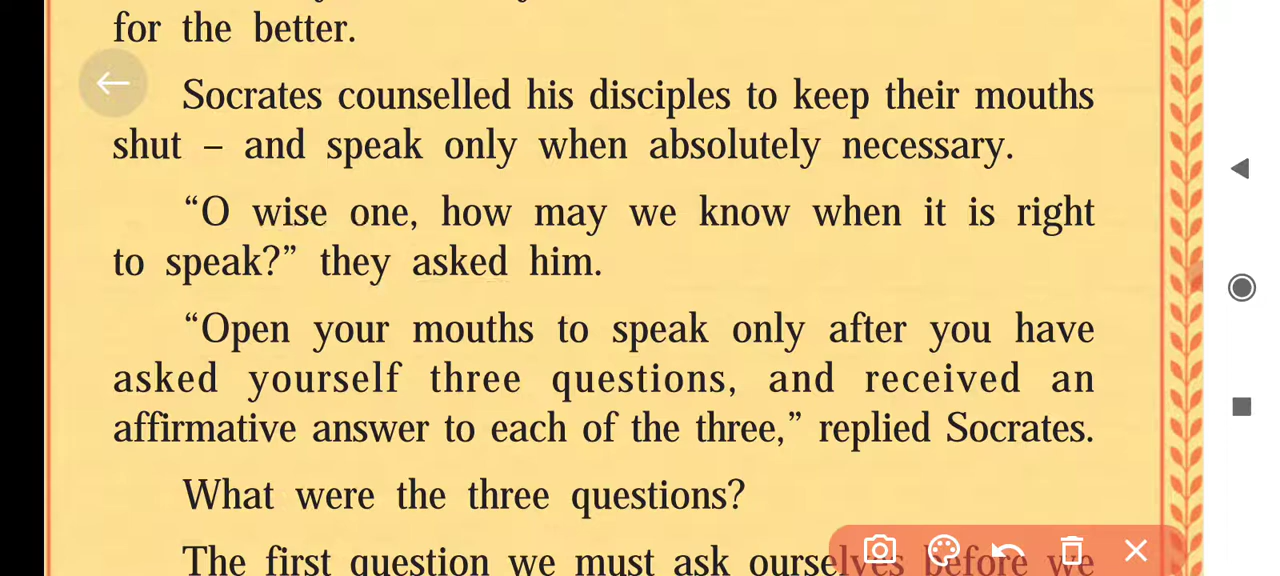 for the better.
Socrates counselled his disciples to keep their mouths
shut – and speak only when absolutely necessary.
“O wise one, how may we know when it is right
to speak?” they asked him.
“Open your mouths to speak only after you have
asked yourself three questions, and received an
affirmative answer to each of the three,” replied Socrates.
What were the three questions?
The first question we must ask ourselves before we